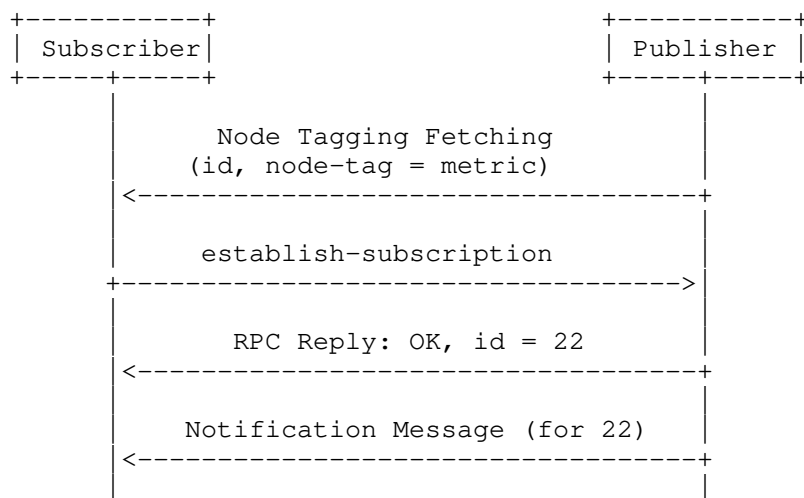 Subscriber
Publisher
Node Tagging Fetching
(id, node-tag = metric)
establish-subscription
RPC Reply: OK, id = 22
Notification Message (for 22)